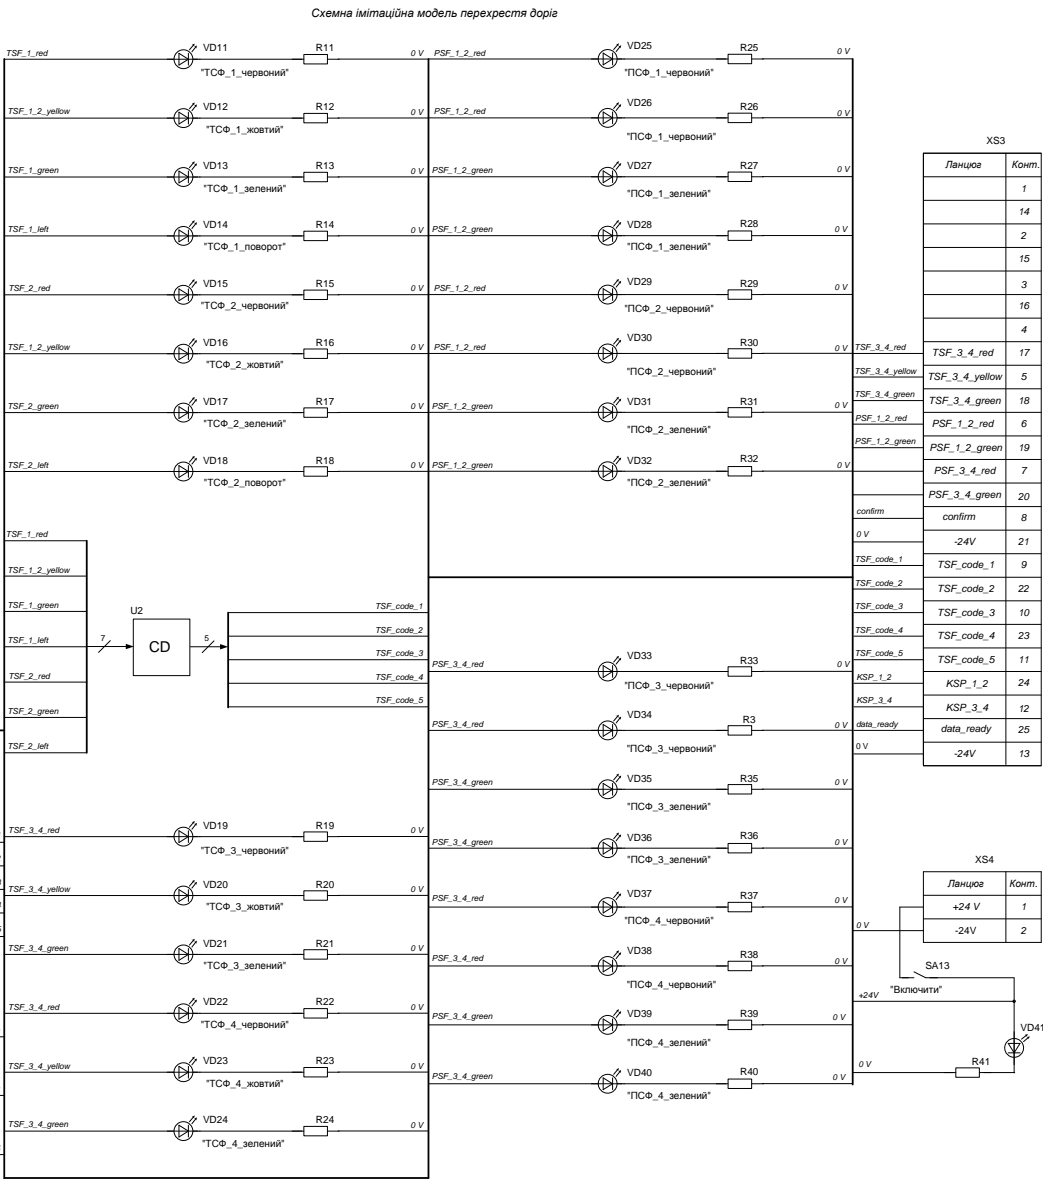 Схемна імітаційна модель перехрестя доріг
TSF_1_red VD11 R11 0 V
"ТСФ_1_червоний"
TSF_1_2_yellow VD12 R12 0 V
"ТСФ_1_жовтий"
TSF_1_green VD13 R13 0 V
"ТСФ_1_зелений"
TSF_1_left VD14 R14 0 V
"ТСФ_1_поворот"
TSF_2_red VD15 R15 0 V
"ТСФ_2_червоний"
TSF_1_2_yellow VD16 R16 0 V
"ТСФ_2_жовтий"
TSF_2_green VD17 R17 0 V
"ТСФ_2_зелений"
TSF_2_left VD18 R18 0 V
"ТСФ_2_поворот"
TSF_1_red
TSF_1_2_yellow
TSF_1_green
TSF_1_left
TSF_2_red
TSF_2_green
TSF_2_left
7
U2
CD
5
TSF_code_1
TSF_code_2
TSF_code_3
TSF_code_4
TSF_code_5
TSF_3_4_red VD19 R19 0 V
"ТСФ_3_червоний"
TSF_3_4_yellow VD20 R20 0 V
"ТСФ_3_жовтий"
TSF_3_4_green VD21 R21 0 V
"ТСФ_3_зелений"
TSF_3_4_red VD22 R22 0 V
"ТСФ_4_червоний"
TSF_3_4_yellow VD23 R23 0 V
"ТСФ_4_жовтий"
TSF_3_4_green VD24 R24 0 V
"ТСФ_4_зелений"
PSF_1_2_red VD25 R25 0 V
"ПСФ_1_червоний"
PSF_1_2_red VD26 R26 0 V
"ПСФ_1_червоний"
PSF_1_2_green VD27 R27 0 V
"ПСФ_1_зелений"
PSF_1_2_green VD28 R28 0 V
"ПСФ_1_зелений"
PSF_1_2_red VD29 R29 0 V
"ПСФ_2_червоний"
PSF_1_2_red VD30 R30 0 V
"ПСФ_2_червоний"
PSF_1_2_green VD31 R31 0 V
"ПСФ_2_зелений"
PSF_1_2_green VD32 R32 0 V
"ПСФ_2_зелений"
PSF_3_4_red VD33 R33 0 V
"ПСФ_3_червоний"
PSF_3_4_red VD34 R3 0 V
"ПСФ_3_червоний"
PSF_3_4_green VD35 R35 0 V
"ПСФ_3_зелений"
PSF_3_4_green VD36 R36 0 V
"ПСФ_3_зелений"
PSF_3_4_red VD37 R37 0 V
"ПСФ_4_червоний"
PSF_3_4_red VD38 R38 0 V
"ПСФ_4_червоний"
PSF_3_4_green VD39 R39 0 V
"ПСФ_4_зелений"
PSF_3_4_green VD40 R40 0 V
"ПСФ_4_зелений"
XS3
Ланцюг Конт.
1
14
2
15
3
16
4
TSF_3_4_red TSF_3_4_red 17
TSF_3_4_yellow TSF_3_4_yellow 5
TSF_3_4_green TSF_3_4_green 18
PSF_1_2_red PSF_1_2_red 6
PSF_1_2_green PSF_1_2_green 19
PSF_3_4_red 7
PSF_3_4_green 20
confirm confirm 8
0 V -24V 21
TSF_code_1 TSF_code_1 9
TSF_code_2 TSF_code_2 22
TSF_code_3 TSF_code_3 10
TSF_code_4 TSF_code_4 23
TSF_code_5 TSF_code_5 11
KSP_1_2 KSP_1_2 24
KSP_3_4 KSP_3_4 12
data_ready data_ready 25
0 V -24V 13
XS4
Ланцюг Конт.
+24 V 1
0 V -24V 2
SA13
"Включити"
+24V
VD41
0 V R41